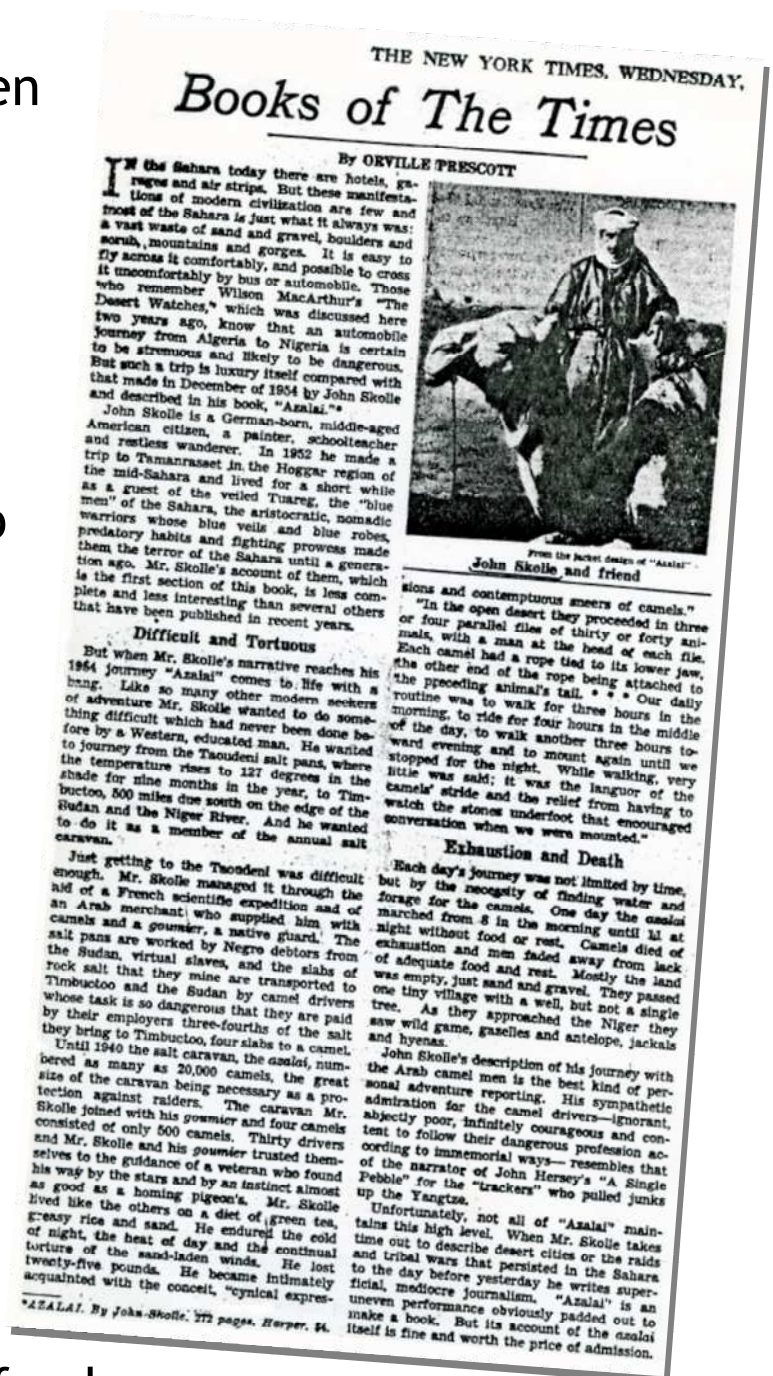 en
THE NEW YORK TIMES, WEDNESDAY,
Books of The Times
By ORVILLE PRESCOTT
IN the Sahara today there are hotels, ga-
rages and air strips. But these manifesta-
tions of modern civilization are few and
most of the Sahara is just what it always was:
a vast waste of sand and gravel, boulders and
scrub, mountains and gorges. It is easy to
fly across it comfortably, and possible to cross
it uncomfortably by bus or automobile. Those
who remember Wilson MacArthur's "The
Desert Watches," which was discussed here
two years ago, know that an automobile
journey from Algeria to Nigeria is certain
to be strenuous and likely to be dangerous.
But such a trip is luxury itself compared with
that made in December of 1954 by John Skolle
and described in his book, "Azalai."*
John Skolle is a German-born, middle-aged
American citizen, a painter, schoolteacher
and restless wanderer. In 1952 he made a
trip to Tamanrasset in the Hoggar region of
the mid-Sahara and lived for a short while
as a guest of the veiled Tuareg, the "blue
men" of the Sahara, the aristocratic, nomadic
warriors whose blue veils and blue robes,
predatory habits and fighting prowess made
them the terror of the Sahara until a genera-
tion ago. Mr. Skolle's account of them, which
is the first section of this book, is less com-
plete and less interesting than several others
that have been published in recent years.
Difficult and Tortuous
But when Mr. Skolle's narrative reaches his
1954 journey "Azalai" comes to life with a
bang. Like so many other modern seekers
of adventure Mr. Skolle wanted to do some-
thing difficult which had never been done be-
fore by a Western, educated man. He wanted
to journey from the Taoudeni salt pans, where
the temperature rises to 127 degrees in the
shade for nine months in the year, to Tim-
buctoo, 500 miles due south on the edge of the
Sudan and the Niger River. And he wanted
to do it as a member of the annual salt
caravan.
Just getting to the Taoudeni was difficult
enough. Mr. Skolle managed it through the
aid of a French scientific expedition and of
an Arab merchant who supplied him with
camels and a goumier, a native guard. The
salt pans are worked by Negro debtors from
the Sudan, virtual slaves, and the slabs of
rock salt that they mine are transported to
Timbuctoo and the Sudan by camel drivers
whose task is so dangerous that they are paid
by their employers three-fourths of the salt
they bring to Timbuctoo, four slabs to a camel.
Until 1940 the salt caravan, the azalai, num-
bered as many as 20,000 camels, the great
size of the caravan being necessary as a pro-
tection against raiders. The caravan Mr.
Skolle joined with his goumier and four camels
consisted of only 500 camels. Thirty drivers
and Mr. Skolle and his goumier trusted them-
selves to the guidance of a veteran who found
his way by the stars and by an instinct almost
as good as a homing pigeon's. Mr. Skolle
lived like the others on a diet of green tea,
greasy rice and sand. He endured the cold
of night, the heat of day and the continual
torture of the sand-laden winds. He lost
twenty-five pounds. He became intimately
acquainted with the conceit, "cynical expres-
*AZALAI. By John Skolle. 272 pages. Harper. $4.
From the jacket design of "Azalai"
John Skolle and friend
sions and contemptuous sneers of camels."
"In the open desert they proceeded in three
or four parallel files of thirty or forty ani-
mals, with a man at the head of each file.
Each camel had a rope tied to its lower jaw,
the other end of the rope being attached to
the preceding animal's tail. * * * Our daily
routine was to walk for three hours in the
morning, to ride for four hours in the middle
of the day, to walk another three hours to-
ward evening and to mount again until we
stopped for the night. While walking, very
little was said; it was the languor of the
camels' stride and the relief from having to
watch the stones underfoot that encouraged
conversation when we were mounted."
Exhaustion and Death
Each day's journey was not limited by time,
but by the necessity of finding water and
forage for the camels. One day the azalai
marched from 8 in the morning until 11 at
night without food or rest. Camels died of
exhaustion and men faded away from lack
of adequate food and rest. Mostly the land
was empty, just sand and gravel. They passed
one tiny village with a well, but not a single
tree. As they approached the Niger they
saw wild game, gazelles and antelope, jackals
and hyenas.
John Skolle's description of his journey with
the Arab camel men is the best kind of per-
sonal adventure reporting. His sympathetic
admiration for the camel drivers—ignorant,
abjectly poor, infinitely courageous and con-
tent to follow their dangerous profession ac-
cording to immemorial ways—resembles that
of the narrator of John Hersey's "A Single
Pebble" for the "trackers" who pulled junks
up the Yangtze.
Unfortunately, not all of "Azalai" main-
tains this high level. When Mr. Skolle takes
time out to describe desert cities or the raids
and tribal wars that persisted in the Sahara
to the day before yesterday he writes super-
ficial, mediocre journalism. "Azalai" is an
uneven performance obviously padded out to
make a book. But its account of the azalai
itself is fine and worth the price of admission.